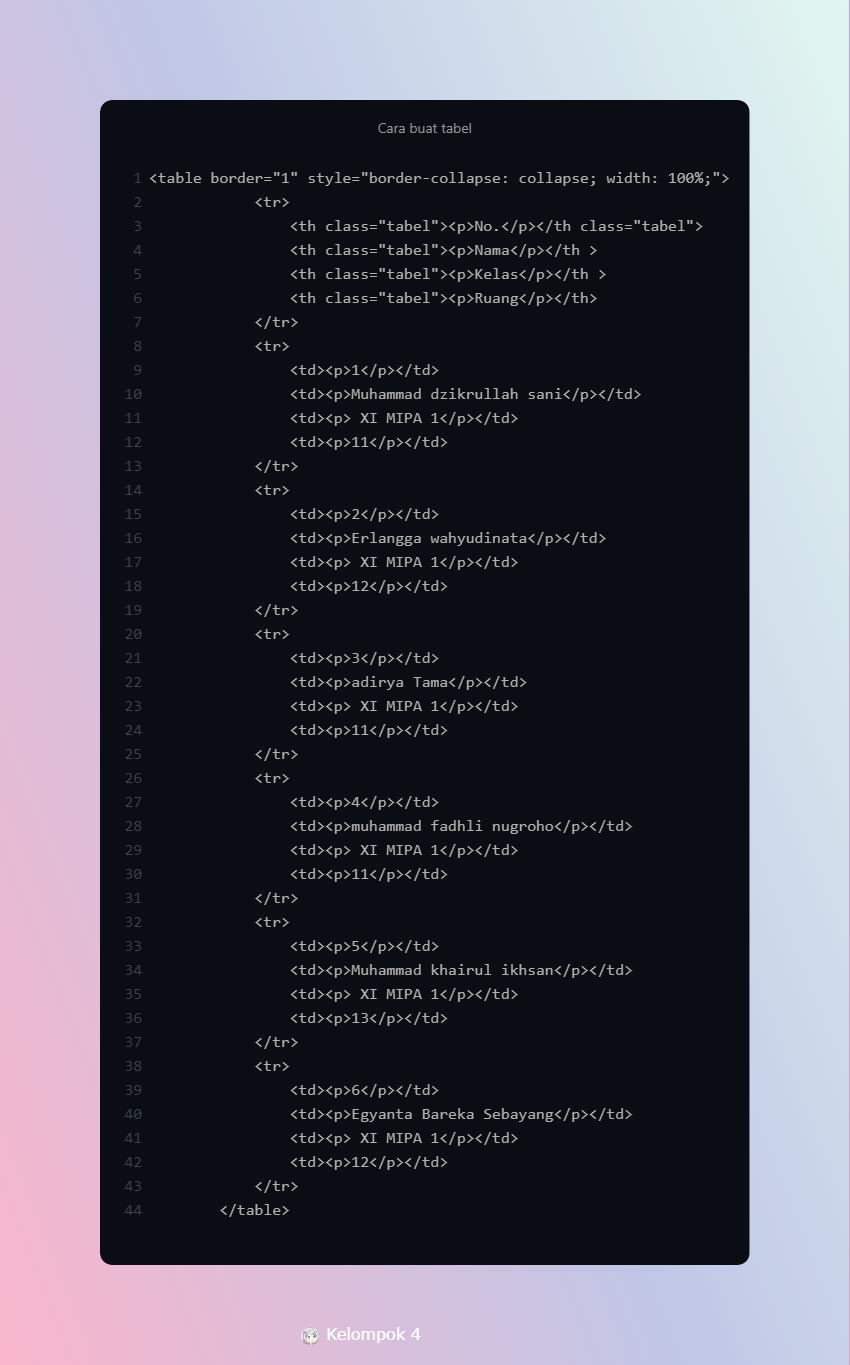 Cara buat tabel
1 <table border="1" style="border-collapse: collapse; width: 100%;">
2 <tr>
3 <th class="tabel"><p>No.</p></th class="tabel">
4 <th class="tabel"><p>Nama</p></th >
5 <th class="tabel"><p>Kelas</p></th >
6 <th class="tabel"><p>Ruang</p></th>
7 </tr>
8 <tr>
9 <td><p>1</p></td>
10 <td><p>Muhammad dzikrullah sani</p></td>
11 <td><p> XI MIPA 1</p></td>
12 <td><p>11</p></td>
13 </tr>
14 <tr>
15 <td><p>2</p></td>
16 <td><p>Erlangga wahyudinata</p></td>
17 <td><p> XI MIPA 1</p></td>
18 <td><p>12</p></td>
19 </tr>
20 <tr>
21 <td><p>3</p></td>
22 <td><p>adirya Tama</p></td>
23 <td><p> XI MIPA 1</p></td>
24 <td><p>11</p></td>
25 </tr>
26 <tr>
27 <td><p>4</p></td>
28 <td><p>muhammad fadhli nugroho</p></td>
29 <td><p> XI MIPA 1</p></td>
30 <td><p>11</p></td>
31 </tr>
32 <tr>
33 <td><p>5</p></td>
34 <td><p>Muhammad khairul ikhsan</p></td>
35 <td><p> XI MIPA 1</p></td>
36 <td><p>13</p></td>
37 </tr>
38 <tr>
39 <td><p>6</p></td>
40 <td><p>Egyanta Bareka Sebayang</p></td>
41 <td><p> XI MIPA 1</p></td>
42 <td><p>12</p></td>
43 </tr>
44 </table>
Kelompok 4